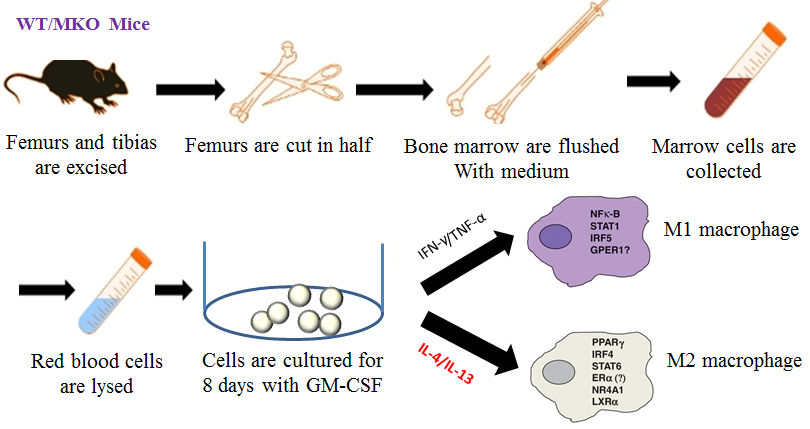 WT/MKO Mice
Femurs and tibias
are excised
Femurs are cut in half
Bone marrow are flushed
With medium
Marrow cells are
collected
Red blood cells
are lysed
Cells are cultured for
8 days with GM-CSF
IFN-γ/TNF-α
NFκ-B
STAT1
IRF5
GPER1?
M1 macrophage
IL-4/IL-13
PPARγ
IRF4
STAT6
ERα (?)
NR4A1
LXRα
M2 macrophage